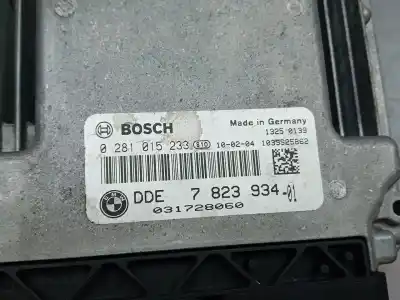 BOSCH Made in Germany
1325 0139
0 281 015 233 010 10-02-04 1039S25862
DDE 7 823 934-01
031728060